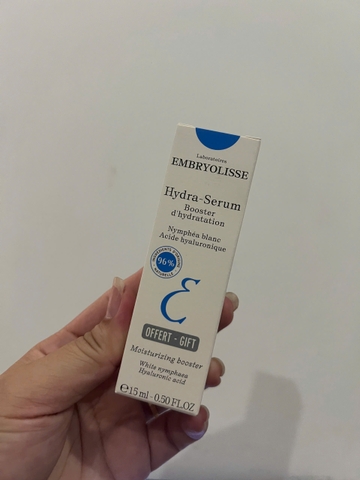 Laboratoires
EMBRYOLISSE
Hydra-Serum
Booster
d'hydratation
Nymphéa blanc
Acide hyaluronique
96%
NATURELLE
OFFERT - GIFT
Moisturizing booster
White nymphaea
Hyaluronic acid
℮15 ml - 0.50 FL.OZ